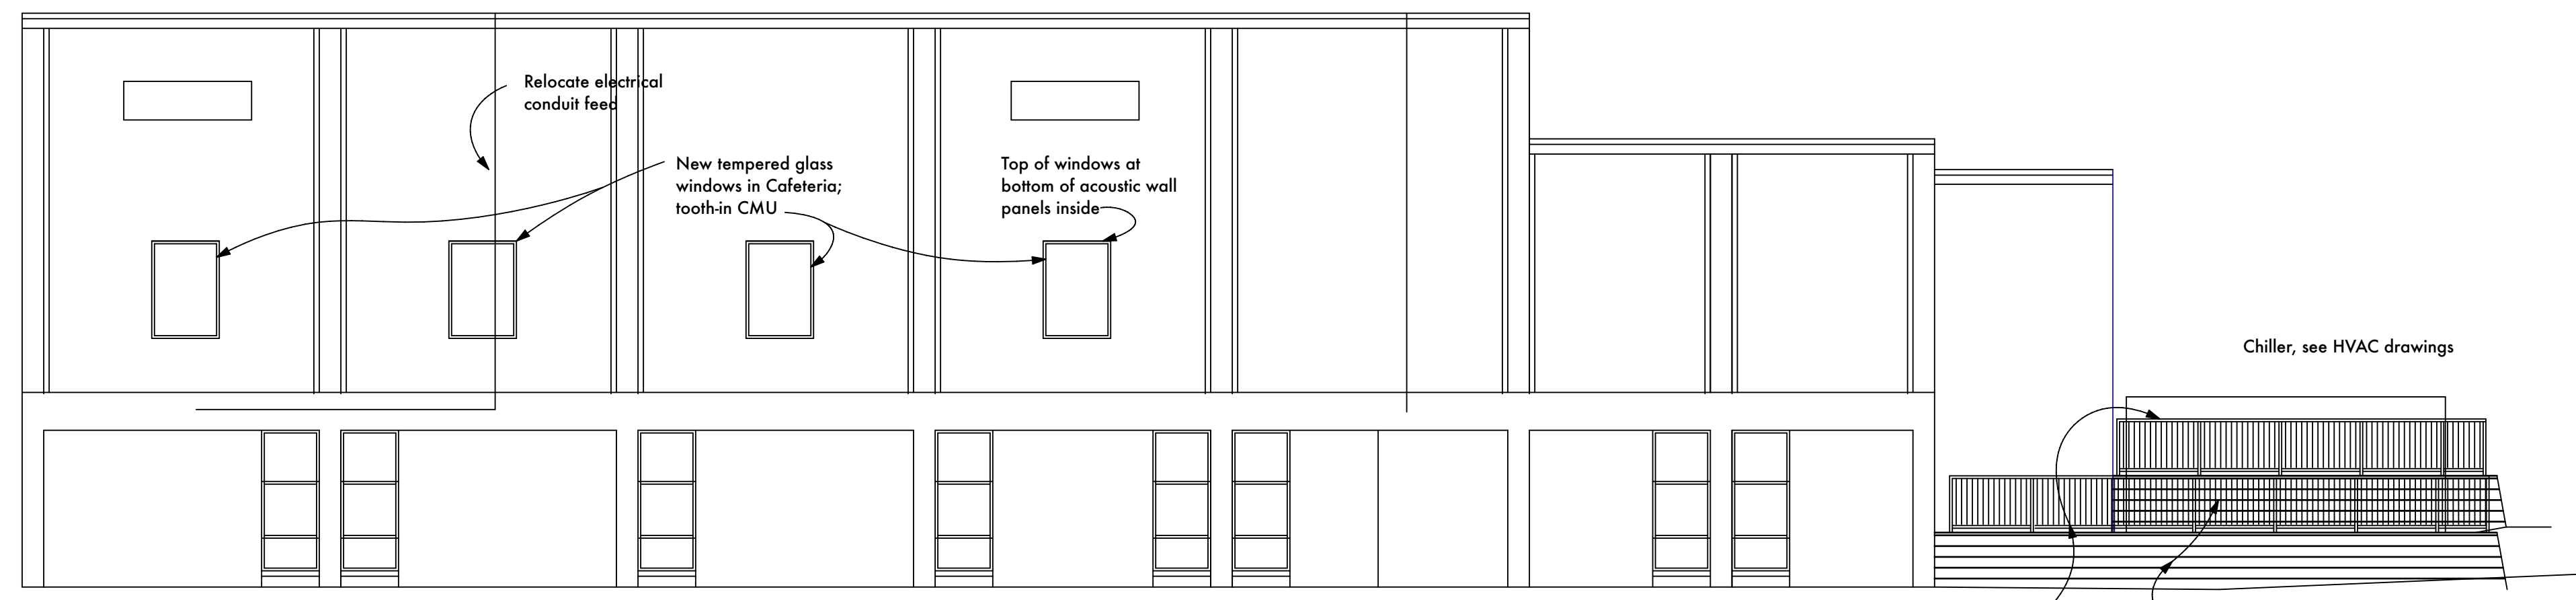 Relocate electrical
conduit feed
New tempered glass
windows in Cafeteria;
tooth-in CMU
Top of windows at
bottom of acoustic wall
panels inside
Chiller, see HVAC drawings